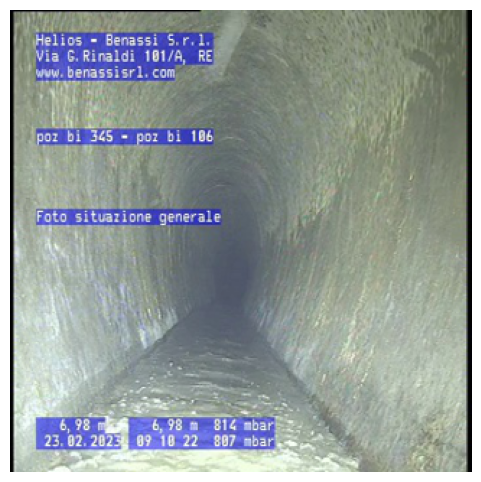 Helios - Benassi S.r.l.
Via G.Rinaldi 101/A, RE
www.benassisrl.com
poz bi 345 - poz bi 106
Foto situazione generale
6,98 m 6,98 m 814 mbar
23.02.2023 09 10 22 807 mbar